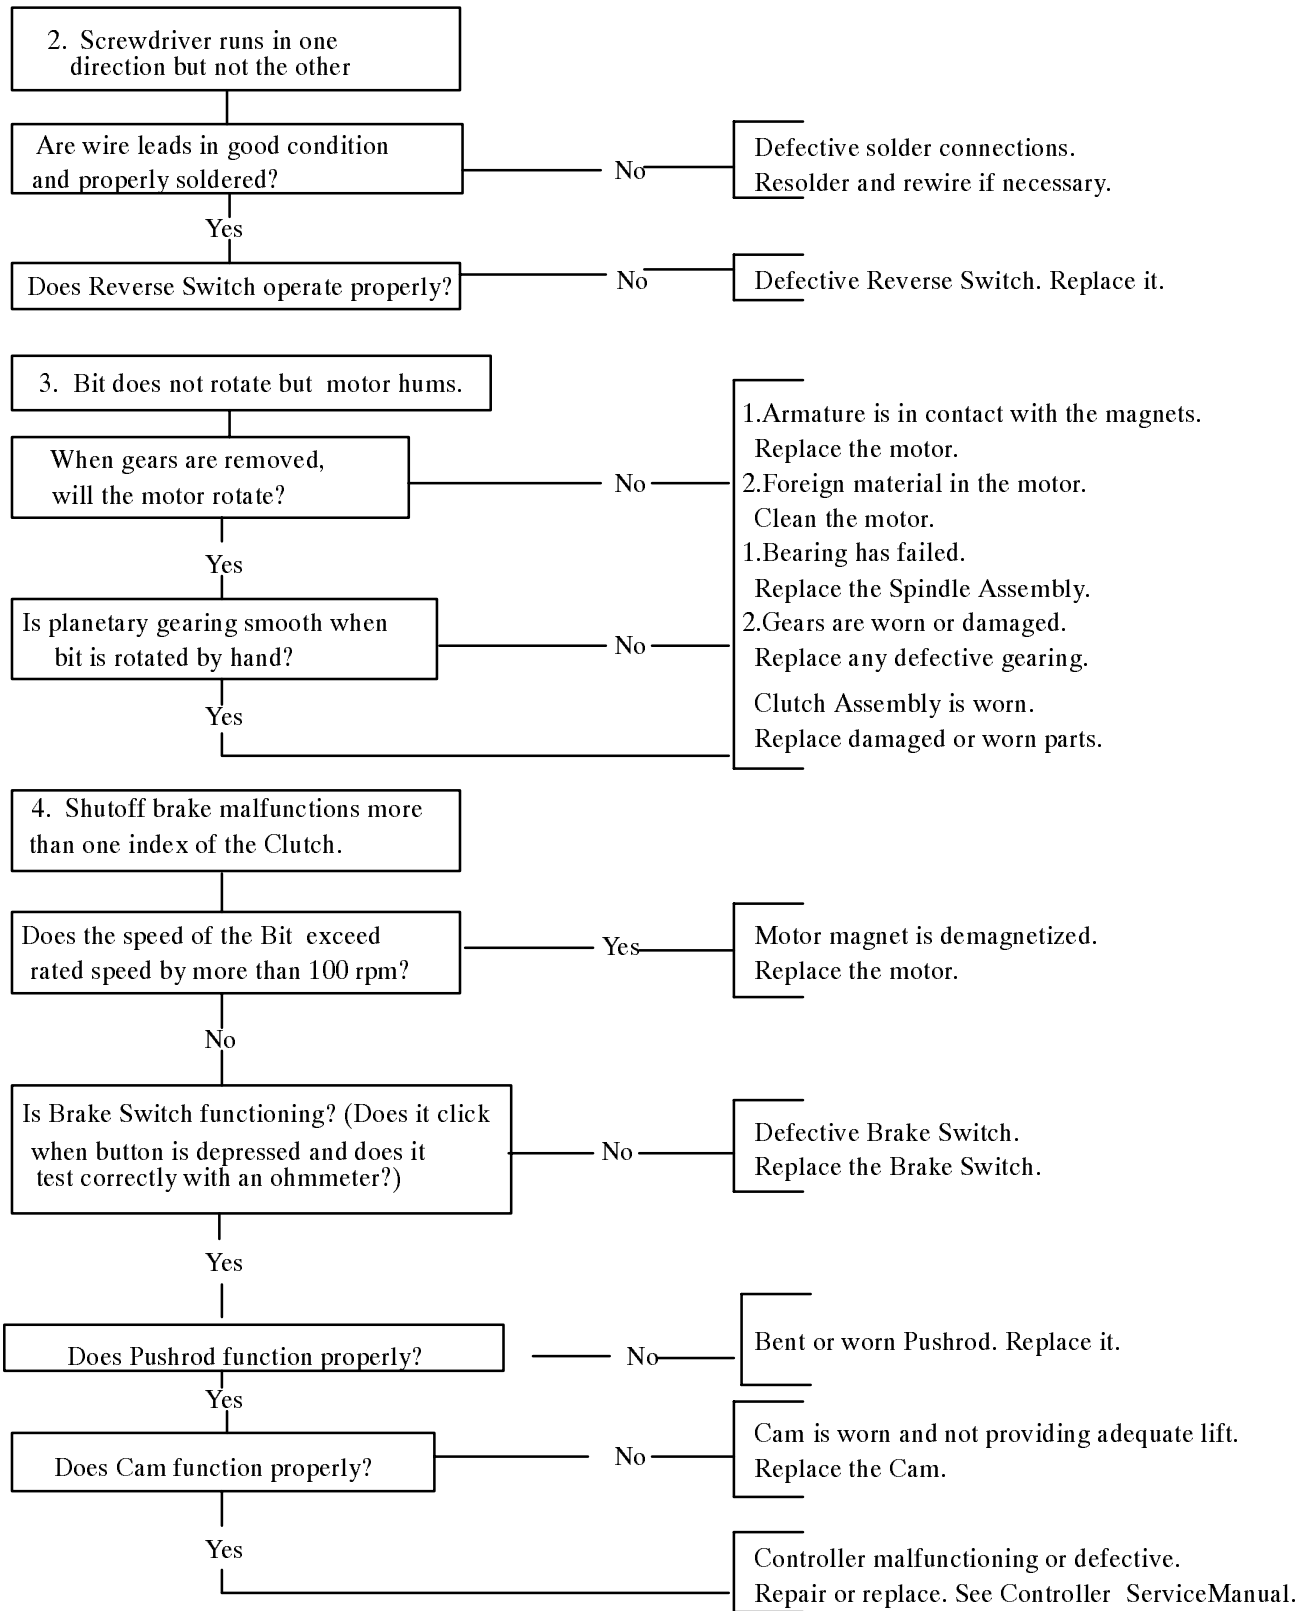 2. Screwdriver runs in one
direction but not the other
Are wire leads in good condition
and properly soldered?
No
Defective solder connections.
Resolder and rewire if necessary.
Yes
Does Reverse Switch operate properly?
No
Defective Reverse Switch. Replace it.
3. Bit does not rotate but motor hums.
When gears are removed,
will the motor rotate?
No
1.Armature is in contact with the magnets.
Replace the motor.
2.Foreign material in the motor.
Clean the motor.
Yes
Is planetary gearing smooth when
bit is rotated by hand?
No
1.Bearing has failed.
Replace the Spindle Assembly.
2.Gears are worn or damaged.
Replace any defective gearing.
Yes
Clutch Assembly is worn.
Replace damaged or worn parts.
4. Shutoff brake malfunctions more
than one index of the Clutch.
Does the speed of the Bit exceed
rated speed by more than 100 rpm?
Yes
Motor magnet is demagnetized.
Replace the motor.
No
Is Brake Switch functioning? (Does it click
when button is depressed and does it
test correctly with an ohmmeter?)
No
Defective Brake Switch.
Replace the Brake Switch.
Yes
Does Pushrod function properly?
No
Bent or worn Pushrod. Replace it.
Yes
Does Cam function properly?
No
Cam is worn and not providing adequate lift.
Replace the Cam.
Yes
Controller malfunctioning or defective.
Repair or replace. See Controller ServiceManual.